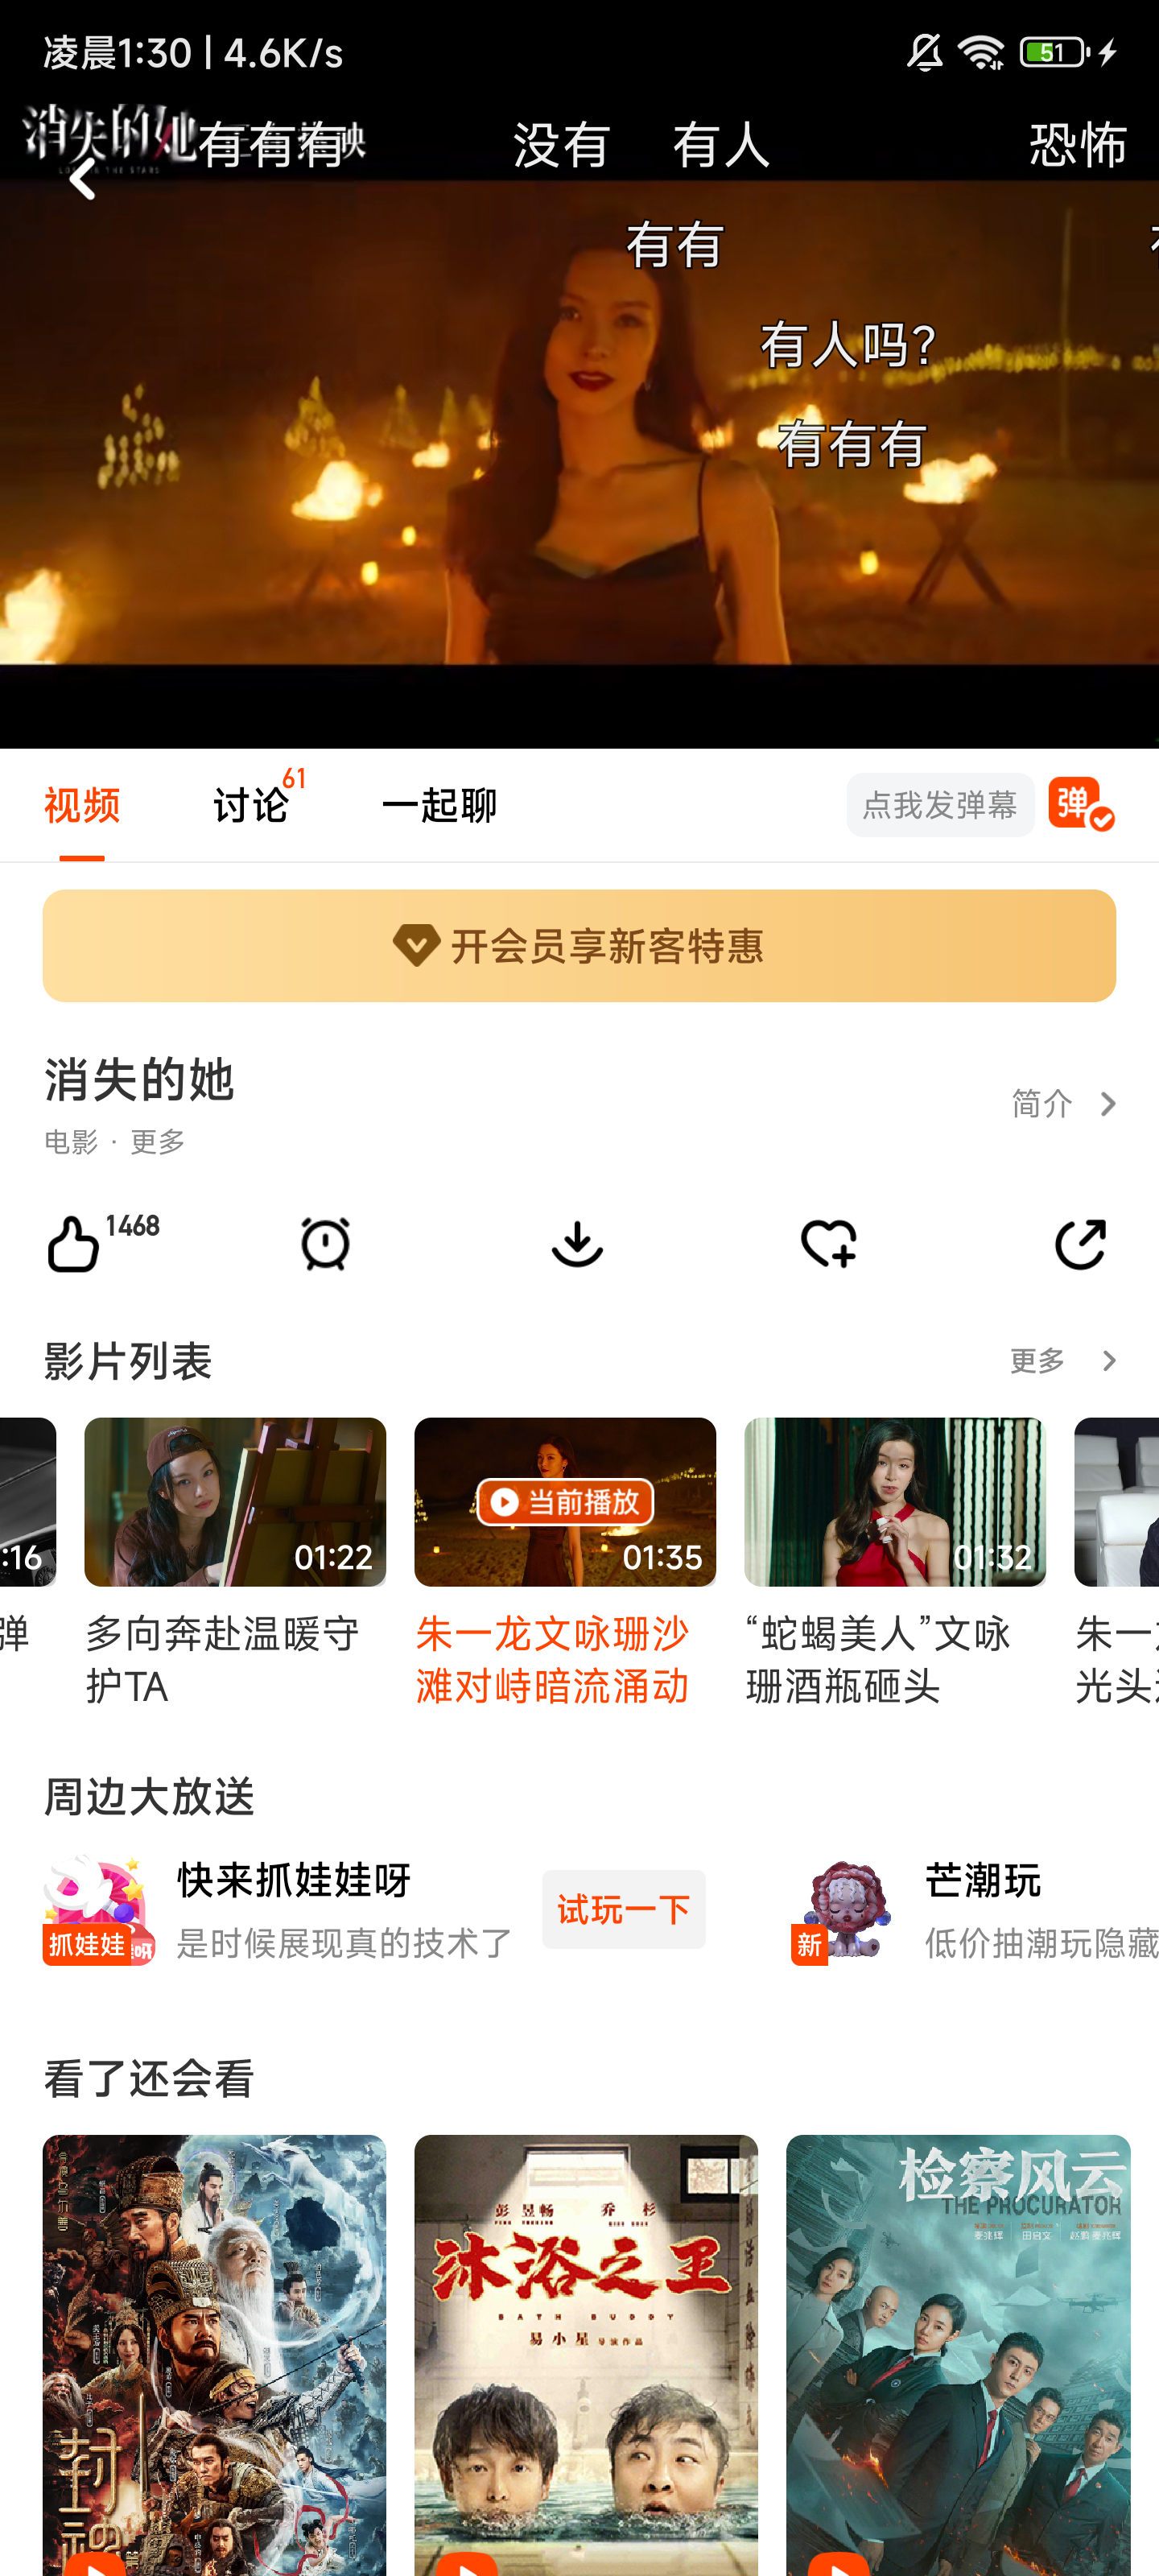 凌晨1:30 | 4.6K/s
51
消失的她
有有有
映
没有
有人
恐怖
有有
有人吗？
有有有
视频
讨论
61
一起聊
点我发弹幕
弹
开会员享新客特惠
消失的她
电影 · 更多
简介
1468
影片列表
更多
:16
01:22
当前播放
01:35
01:32
弹
多向奔赴温暖守
护TA
朱一龙文咏珊沙
滩对峙暗流涌动
“蛇蝎美人”文咏
珊酒瓶砸头
朱一
光头
周边大放送
抓娃娃
快来抓娃娃呀
是时候展现真的技术了
试玩一下
新
芒潮玩
低价抽潮玩隐藏
看了还会看
封神
彭昱畅 乔杉
沐浴之王
BATH BUDDY
易小星 导演作品
检察风云
THE PROCURATOR